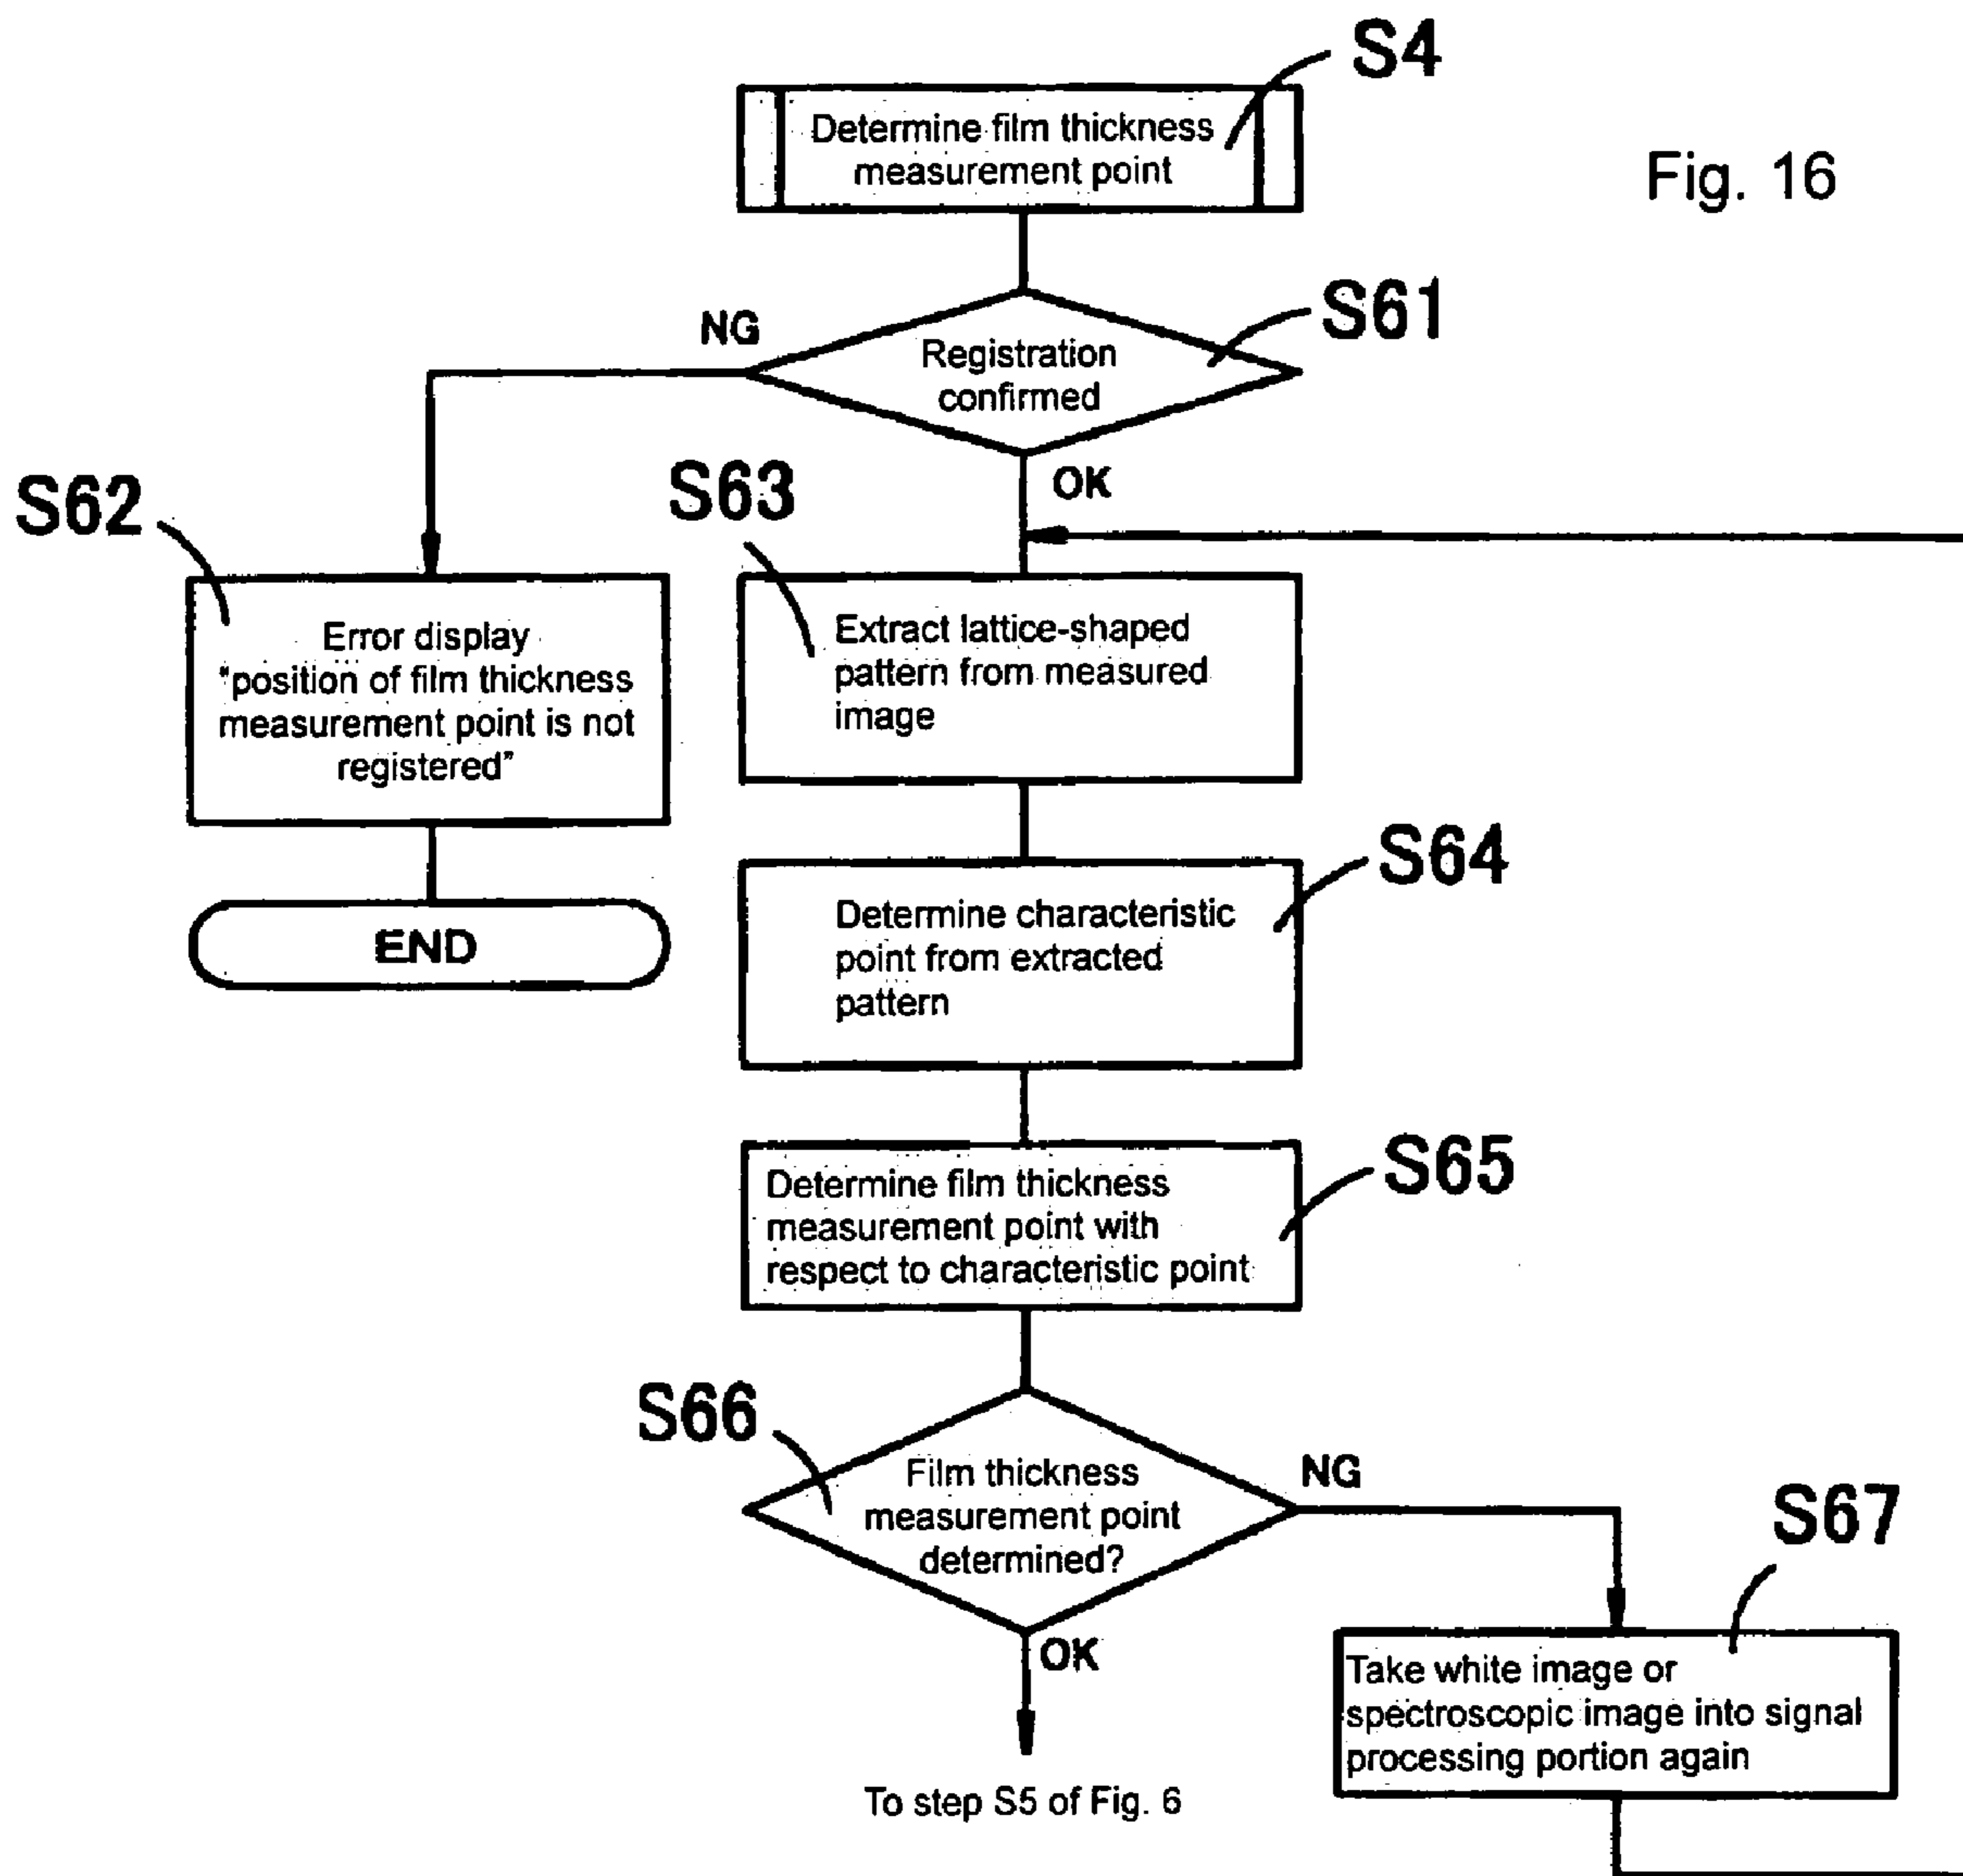 S4
Determine film thickness
measurement point
Fig. 16
S61
NG
Registration
confirmed
OK
S62
S63
Error display
"position of film thickness
measurement point is not
registered"
Extract lattice-shaped
pattern from measured
image
END
S64
Determine characteristic
point from extracted
pattern
S65
Determine film thickness
measurement point with
respect to characteristic point
S66
Film thickness
measurement point
determined?
NG
S67
OK
Take white image or
spectroscopic image into signal
processing portion again
To step S5 of Fig. 6